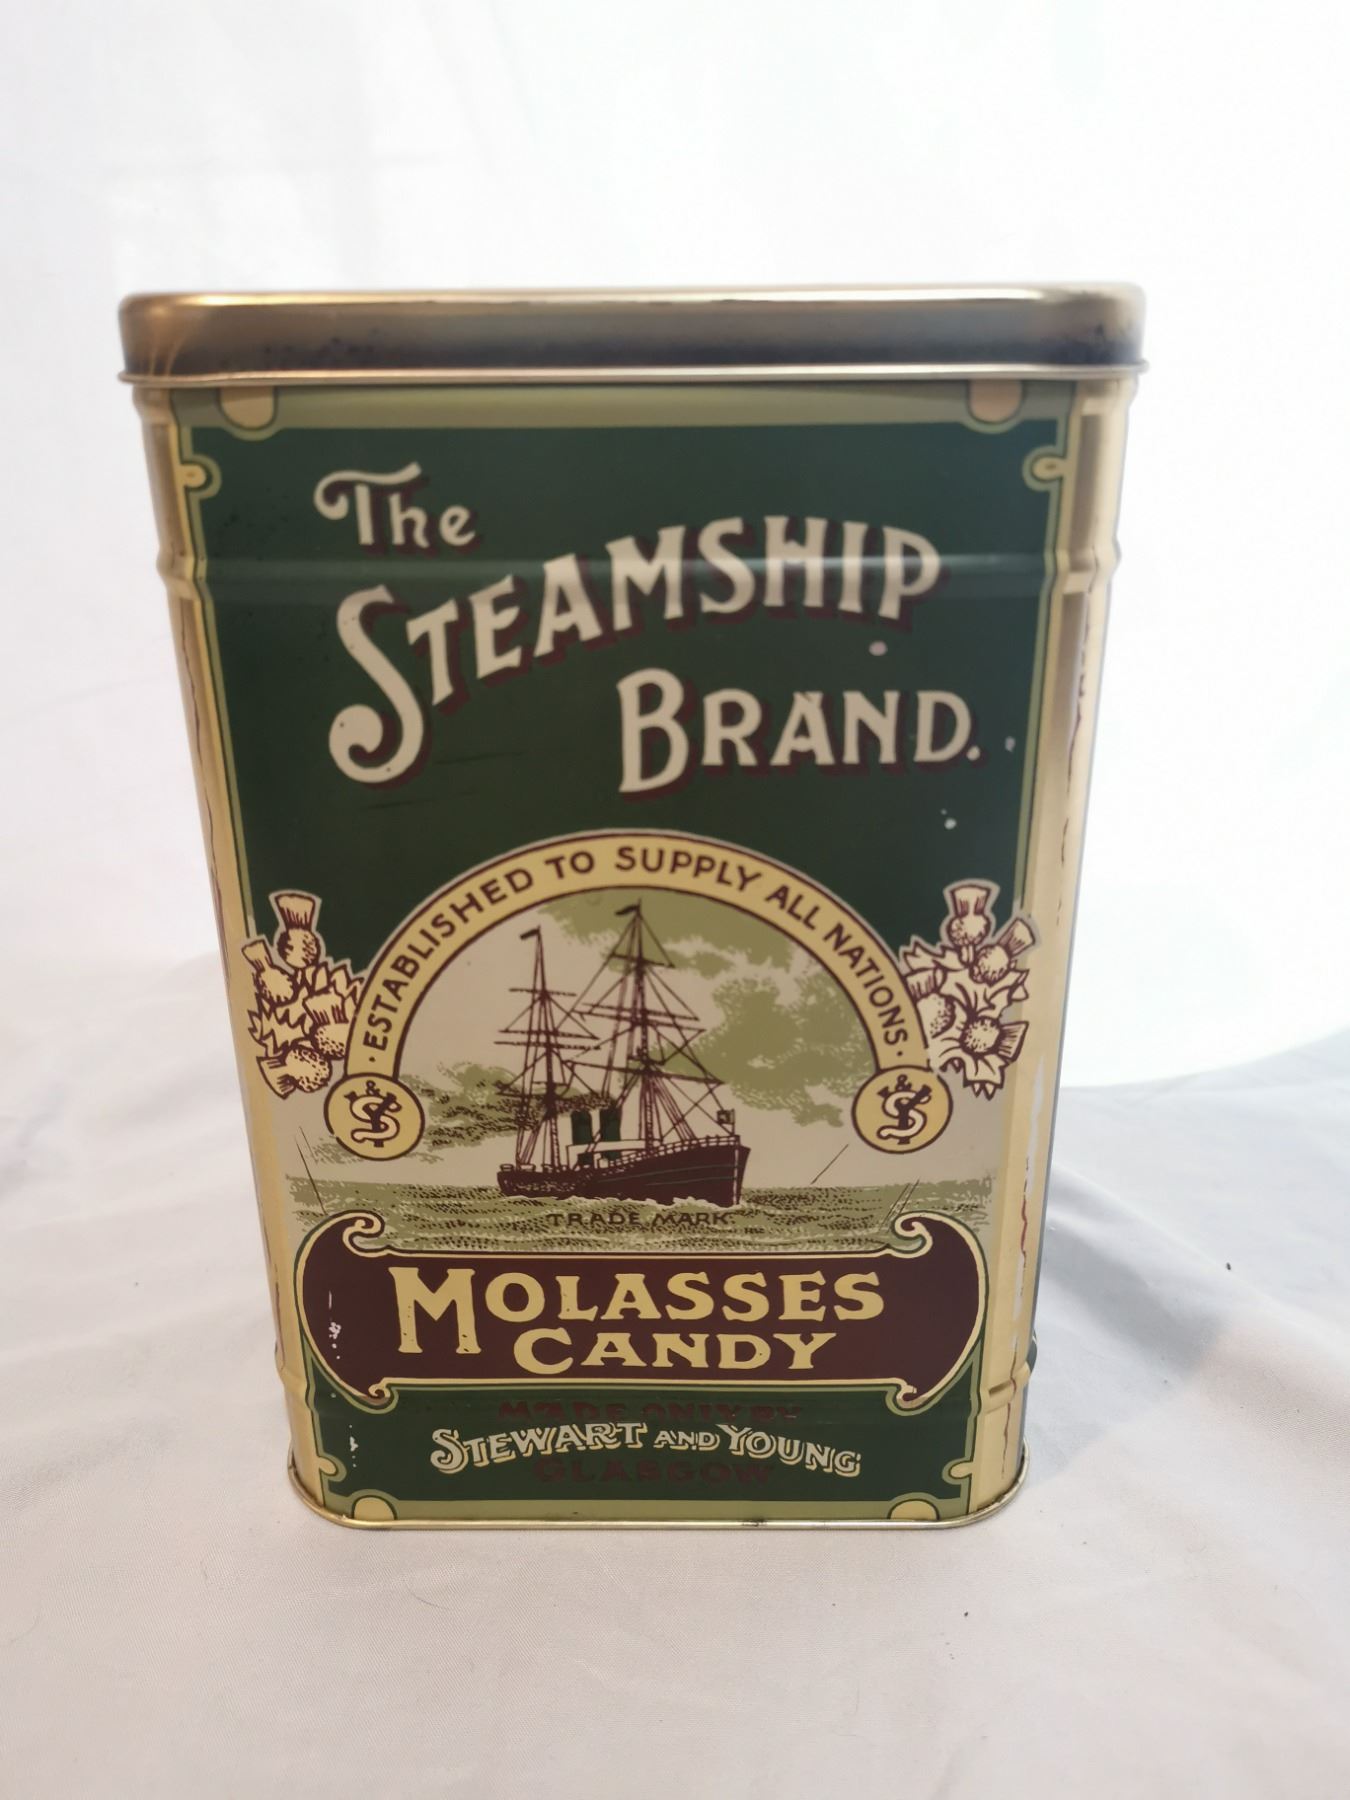 The
STEAMSHIP
BRAND.
· ESTABLISHED TO SUPPLY ALL NATIONS ·
S&Y
S&Y
TRADE MARK
MOLASSES
CANDY
MADE ONLY BY
STEWART AND YOUNG
GLASGOW